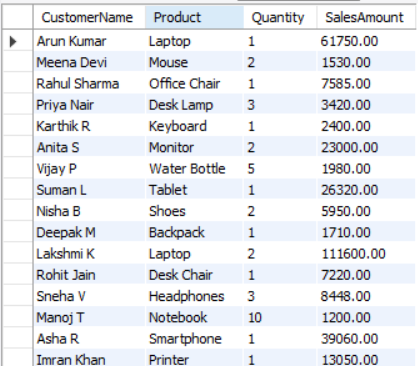 CustomerName Product Quantity SalesAmount
Arun Kumar Laptop 1 61750.00
Meena Devi Mouse 2 1530.00
Rahul Sharma Office Chair 1 7585.00
Priya Nair Desk Lamp 3 3420.00
Karthik R Keyboard 1 2400.00
Anita S Monitor 2 23000.00
Vijay P Water Bottle 5 1980.00
Suman L Tablet 1 26320.00
Nisha B Shoes 2 5950.00
Deepak M Backpack 1 1710.00
Lakshmi K Laptop 2 111600.00
Rohit Jain Desk Chair 1 7220.00
Sneha V Headphones 3 8448.00
Manoj T Notebook 10 1200.00
Asha R Smartphone 1 39060.00
Imran Khan Printer 1 13050.00